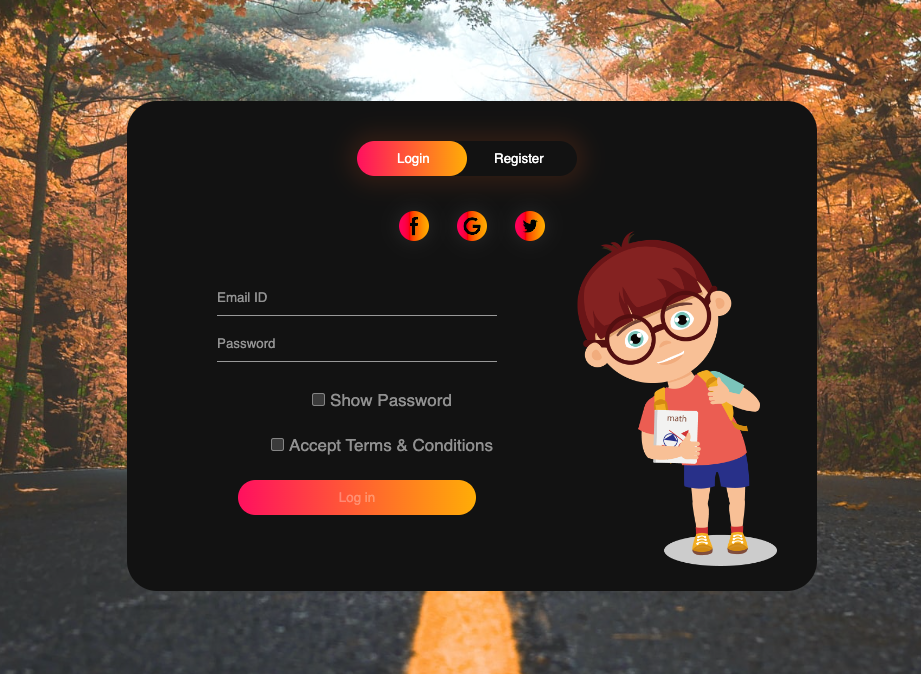 Login Register
Email ID
Password
Show Password
Accept Terms & Conditions
math
Log in